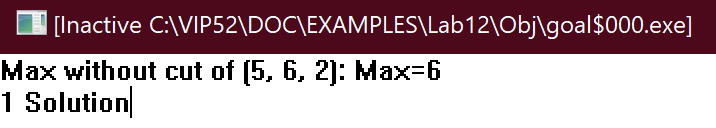 [Inactive C:\VIP52\DOC\EXAMPLES\Lab12\Obj\goal$000.exe]
Max without cut of (5, 6, 2): Max=6
1 Solution